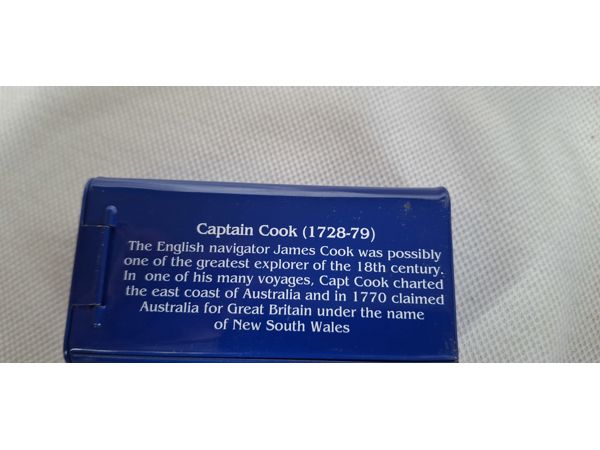 Captain Cook (1728-79)
The English navigator James Cook was possibly
one of the greatest explorer of the 18th century.
In one of his many voyages, Capt Cook charted
the east coast of Australia and in 1770 claimed
Australia for Great Britain under the name
of New South Wales